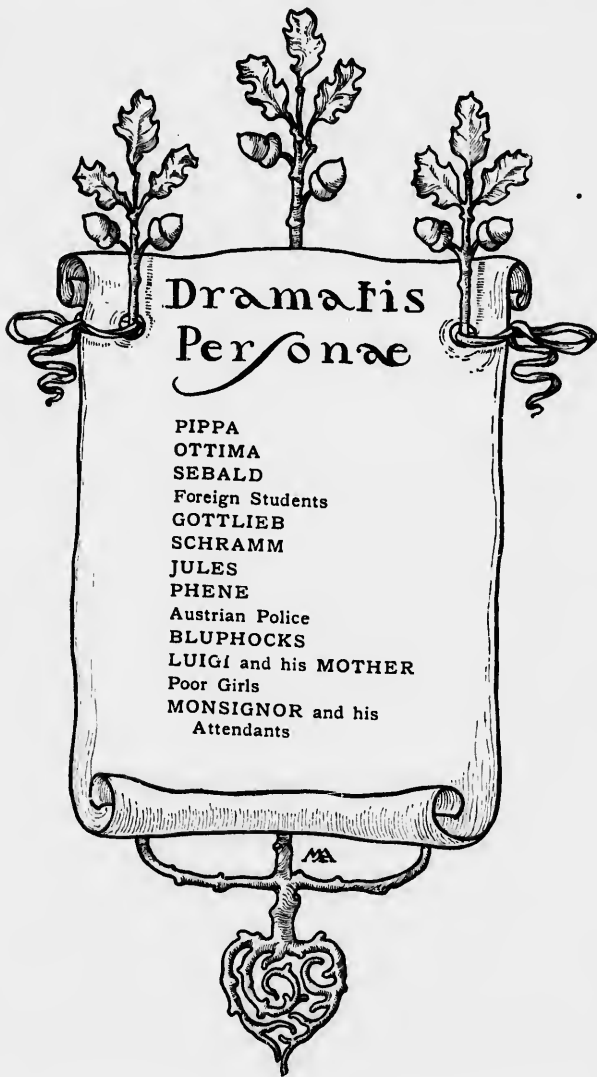 Dramatis
Personae
PIPPA
OTTIMA
SEBALD
Foreign Students
GOTTLIEB
SCHRAMM
JULES
PHENE
Austrian Police
BLUPHOCKS
LUIGI and his MOTHER
Poor Girls
MONSIGNOR and his
Attendants
MA